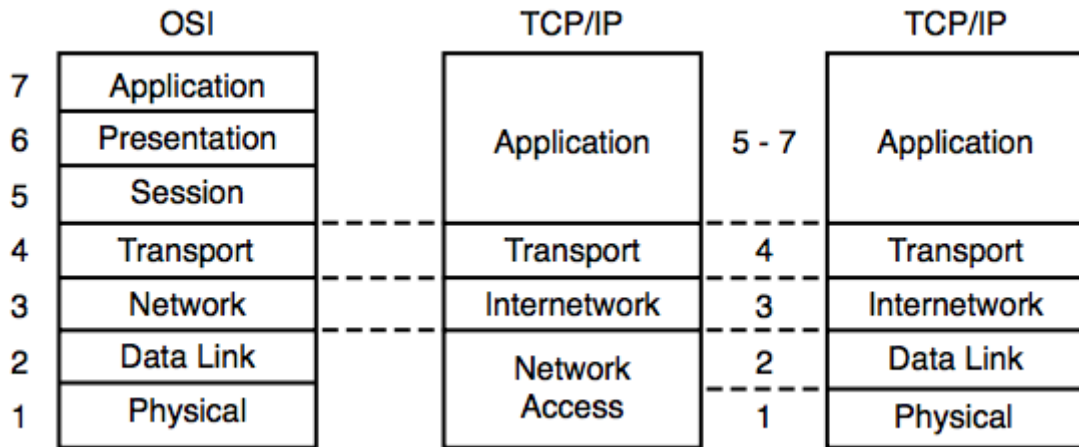 OSI TCP/IP TCP/IP
7 Application
6 Presentation Application 5 - 7 Application
5 Session
4 Transport Transport 4 Transport
3 Network Internetwork 3 Internetwork
2 Data Link Network 2 Data Link
1 Physical Access 1 Physical